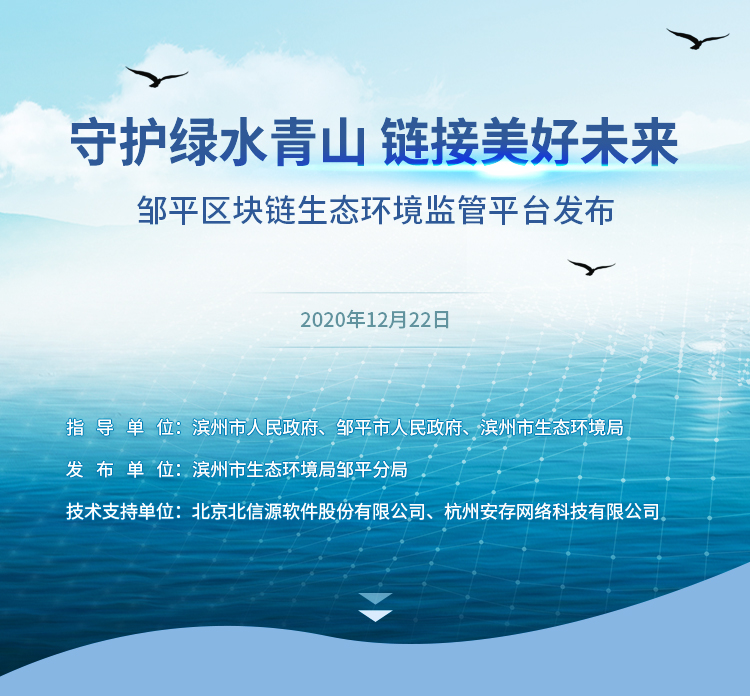 守护绿水青山 链接美好未来
邹平区块链生态环境监管平台发布
2020年12月22日
指导单位：滨州市人民政府、邹平市人民政府、滨州市生态环境局
发布单位：滨州市生态环境局邹平分局
技术支持单位：北京北信源软件股份有限公司、杭州安存网络科技有限公司